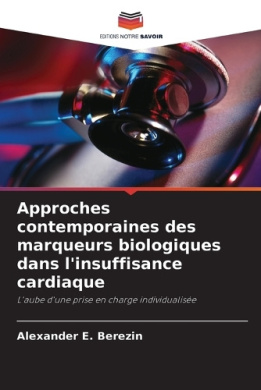 EDITIONS NOTRE SAVOIR
Approches
contemporaines des
marqueurs biologiques
dans l'insuffisance
cardiaque
L'aube d'une prise en charge individualisée
Alexander E. Berezin